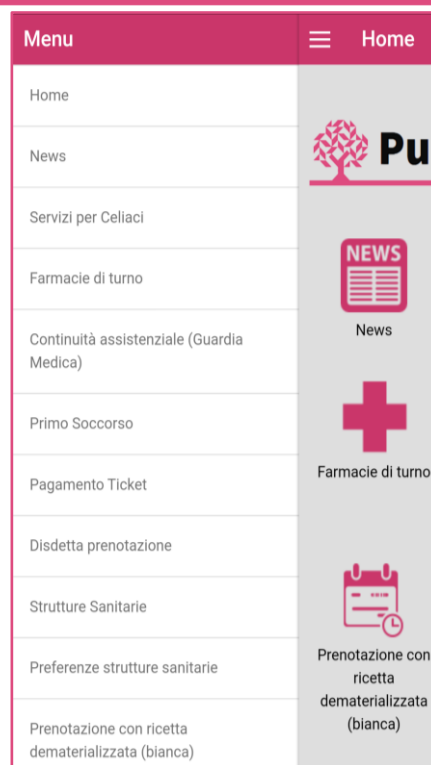 Menu
Home
News
Servizi per Celiaci
Farmacie di turno
Continuità assistenziale (Guardia
Medica)
Primo Soccorso
Pagamento Ticket
Disdetta prenotazione
Strutture Sanitarie
Preferenze strutture sanitarie
Prenotazione con ricetta
dematerializzata (bianca)
Home
Pu
NEWS
News
Farmacie di turno
Prenotazione con
ricetta
dematerializzata
(bianca)